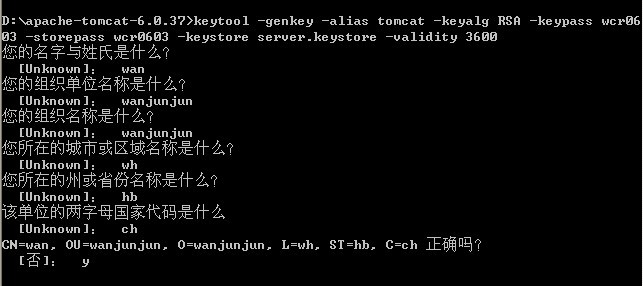 D:\apache-tomcat-6.0.37>keytool -genkey -alias tomcat -keyalg RSA -keypass wcr06
03 -storepass wcr0603 -keystore server.keystore -validity 3600
您的名字与姓氏是什么?
[Unknown]: wan
您的组织单位名称是什么?
[Unknown]: wanjunjun
您的组织名称是什么?
[Unknown]: wanjunjun
您所在的城市或区域名称是什么?
[Unknown]: wh
您所在的州或省份名称是什么?
[Unknown]: hb
该单位的两字母国家代码是什么
[Unknown]: ch
CN=wan, OU=wanjunjun, O=wanjunjun, L=wh, ST=hb, C=ch 正确吗?
[否]: y